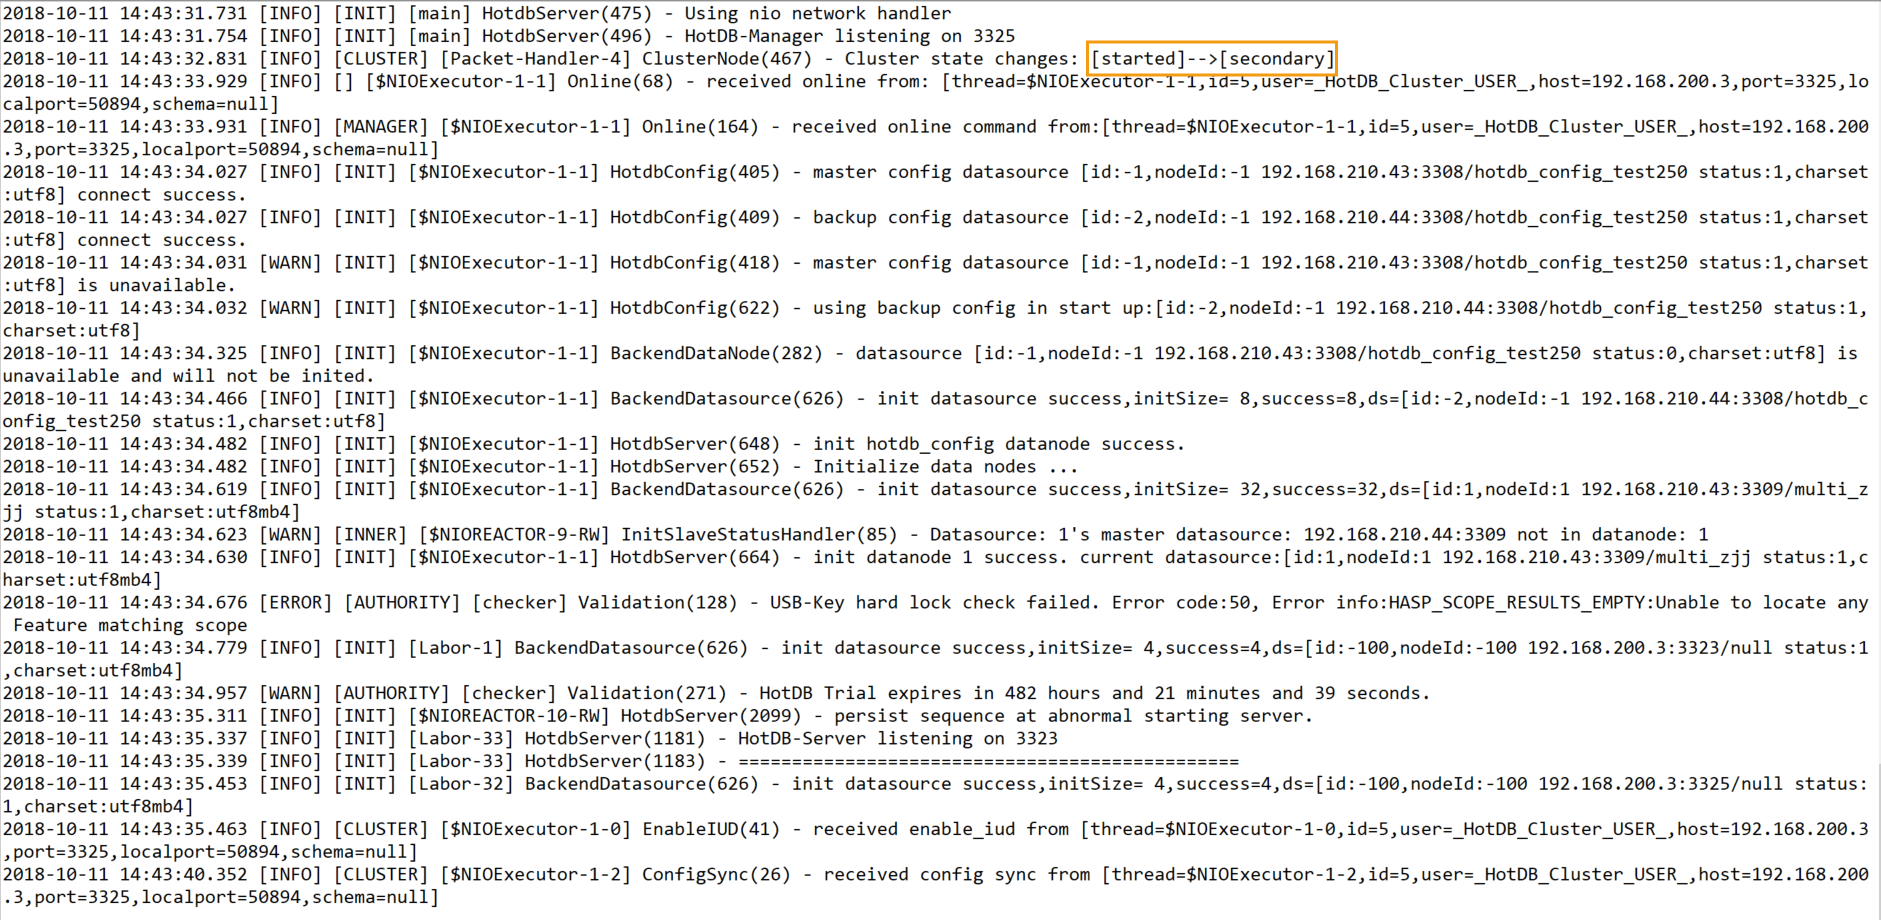 2018-10-11 14:43:31.731 [INFO] [INIT] [main] HotdbServer(475) - Using nio network handler
2018-10-11 14:43:31.754 [INFO] [INIT] [main] HotdbServer(496) - HotDB-Manager listening on 3325
2018-10-11 14:43:32.831 [INFO] [CLUSTER] [Packet-Handler-4] ClusterNode(467) - Cluster state changes: [started]-->[secondary]
2018-10-11 14:43:33.929 [INFO] [] [$NIOExecutor-1-1] Online(68) - received online from: [thread=$NIOExecutor-1-1,id=5,user=_HotDB_Cluster_USER_,host=192.168.200.3,port=3325,lo
calport=50894,schema=null]
2018-10-11 14:43:33.931 [INFO] [MANAGER] [$NIOExecutor-1-1] Online(164) - received online command from:[thread=$NIOExecutor-1-1,id=5,user=_HotDB_Cluster_USER_,host=192.168.200
.3,port=3325,localport=50894,schema=null]
2018-10-11 14:43:34.027 [INFO] [INIT] [$NIOExecutor-1-1] HotdbConfig(405) - master config datasource [id:-1,nodeId:-1 192.168.210.43:3308/hotdb_config_test250 status:1,charset
:utf8] connect success.
2018-10-11 14:43:34.027 [INFO] [INIT] [$NIOExecutor-1-1] HotdbConfig(409) - backup config datasource [id:-2,nodeId:-1 192.168.210.44:3308/hotdb_config_test250 status:1,charset
:utf8] connect success.
2018-10-11 14:43:34.031 [WARN] [INIT] [$NIOExecutor-1-1] HotdbConfig(418) - master config datasource [id:-1,nodeId:-1 192.168.210.43:3308/hotdb_config_test250 status:1,charset
:utf8] is unavailable.
2018-10-11 14:43:34.032 [WARN] [INIT] [$NIOExecutor-1-1] HotdbConfig(622) - using backup config in start up:[id:-2,nodeId:-1 192.168.210.44:3308/hotdb_config_test250 status:1,
charset:utf8]
2018-10-11 14:43:34.325 [INFO] [INIT] [$NIOExecutor-1-1] BackendDataNode(282) - datasource [id:-1,nodeId:-1 192.168.210.43:3308/hotdb_config_test250 status:0,charset:utf8] is
unavailable and will not be inited.
2018-10-11 14:43:34.466 [INFO] [INIT] [$NIOExecutor-1-1] BackendDatasource(626) - init datasource success,initSize= 8,success=8,ds=[id:-2,nodeId:-1 192.168.210.44:3308/hotdb_c
onfig_test250 status:1,charset:utf8]
2018-10-11 14:43:34.482 [INFO] [INIT] [$NIOExecutor-1-1] HotdbServer(648) - init hotdb_config datanode success.
2018-10-11 14:43:34.482 [INFO] [INIT] [$NIOExecutor-1-1] HotdbServer(652) - Initialize data nodes ...
2018-10-11 14:43:34.619 [INFO] [INIT] [$NIOExecutor-1-1] BackendDatasource(626) - init datasource success,initSize= 32,success=32,ds=[id:1,nodeId:1 192.168.210.43:3309/multi_z
jj status:1,charset:utf8mb4]
2018-10-11 14:43:34.623 [WARN] [INNER] [$NIOREACTOR-9-RW] InitSlaveStatusHandler(85) - Datasource: 1's master datasource: 192.168.210.44:3309 not in datanode: 1
2018-10-11 14:43:34.630 [INFO] [INIT] [$NIOExecutor-1-1] HotdbServer(664) - init datanode 1 success. current datasource:[id:1,nodeId:1 192.168.210.43:3309/multi_zjj status:1,c
harset:utf8mb4]
2018-10-11 14:43:34.676 [ERROR] [AUTHORITY] [checker] Validation(128) - USB-Key hard lock check failed. Error code:50, Error info:HASP_SCOPE_RESULTS_EMPTY:Unable to locate any
 Feature matching scope
2018-10-11 14:43:34.779 [INFO] [INIT] [Labor-1] BackendDatasource(626) - init datasource success,initSize= 4,success=4,ds=[id:-100,nodeId:-100 192.168.200.3:3323/null status:1
,charset:utf8mb4]
2018-10-11 14:43:34.957 [WARN] [AUTHORITY] [checker] Validation(271) - HotDB Trial expires in 482 hours and 21 minutes and 39 seconds.
2018-10-11 14:43:35.311 [INFO] [INIT] [$NIOREACTOR-10-RW] HotdbServer(2099) - persist sequence at abnormal starting server.
2018-10-11 14:43:35.337 [INFO] [INIT] [Labor-33] HotdbServer(1181) - HotDB-Server listening on 3323
2018-10-11 14:43:35.339 [INFO] [INIT] [Labor-33] HotdbServer(1183) - ===============================================
2018-10-11 14:43:35.453 [INFO] [INIT] [Labor-32] BackendDatasource(626) - init datasource success,initSize= 4,success=4,ds=[id:-100,nodeId:-100 192.168.200.3:3325/null status:
1,charset:utf8mb4]
2018-10-11 14:43:35.463 [INFO] [CLUSTER] [$NIOExecutor-1-0] EnableIUD(41) - received enable_iud from [thread=$NIOExecutor-1-0,id=5,user=_HotDB_Cluster_USER_,host=192.168.200.3
,port=3325,localport=50894,schema=null]
2018-10-11 14:43:40.352 [INFO] [CLUSTER] [$NIOExecutor-1-2] ConfigSync(26) - received config sync from [thread=$NIOExecutor-1-2,id=5,user=_HotDB_Cluster_USER_,host=192.168.200
.3,port=3325,localport=50894,schema=null]